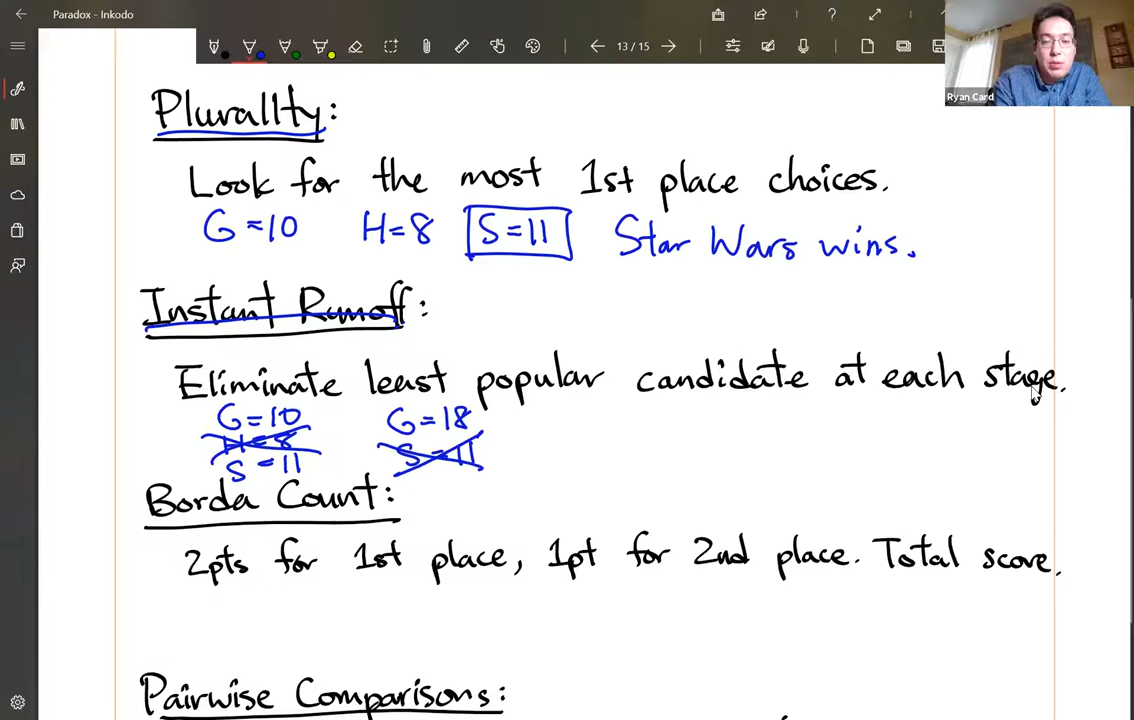 Paradox - Inkodo
13 / 15
Ryan Card
Plurality:
Look for the most 1st place choices.
G=10 H=8 S=11 Star Wars wins.
Instant Runoff:
Eliminate least popular candidate at each stage.
G=10 G=18
H=8 S=11
S=11
Borda Count:
2pts for 1st place, 1pt for 2nd place. Total score.
Pairwise Comparisons: